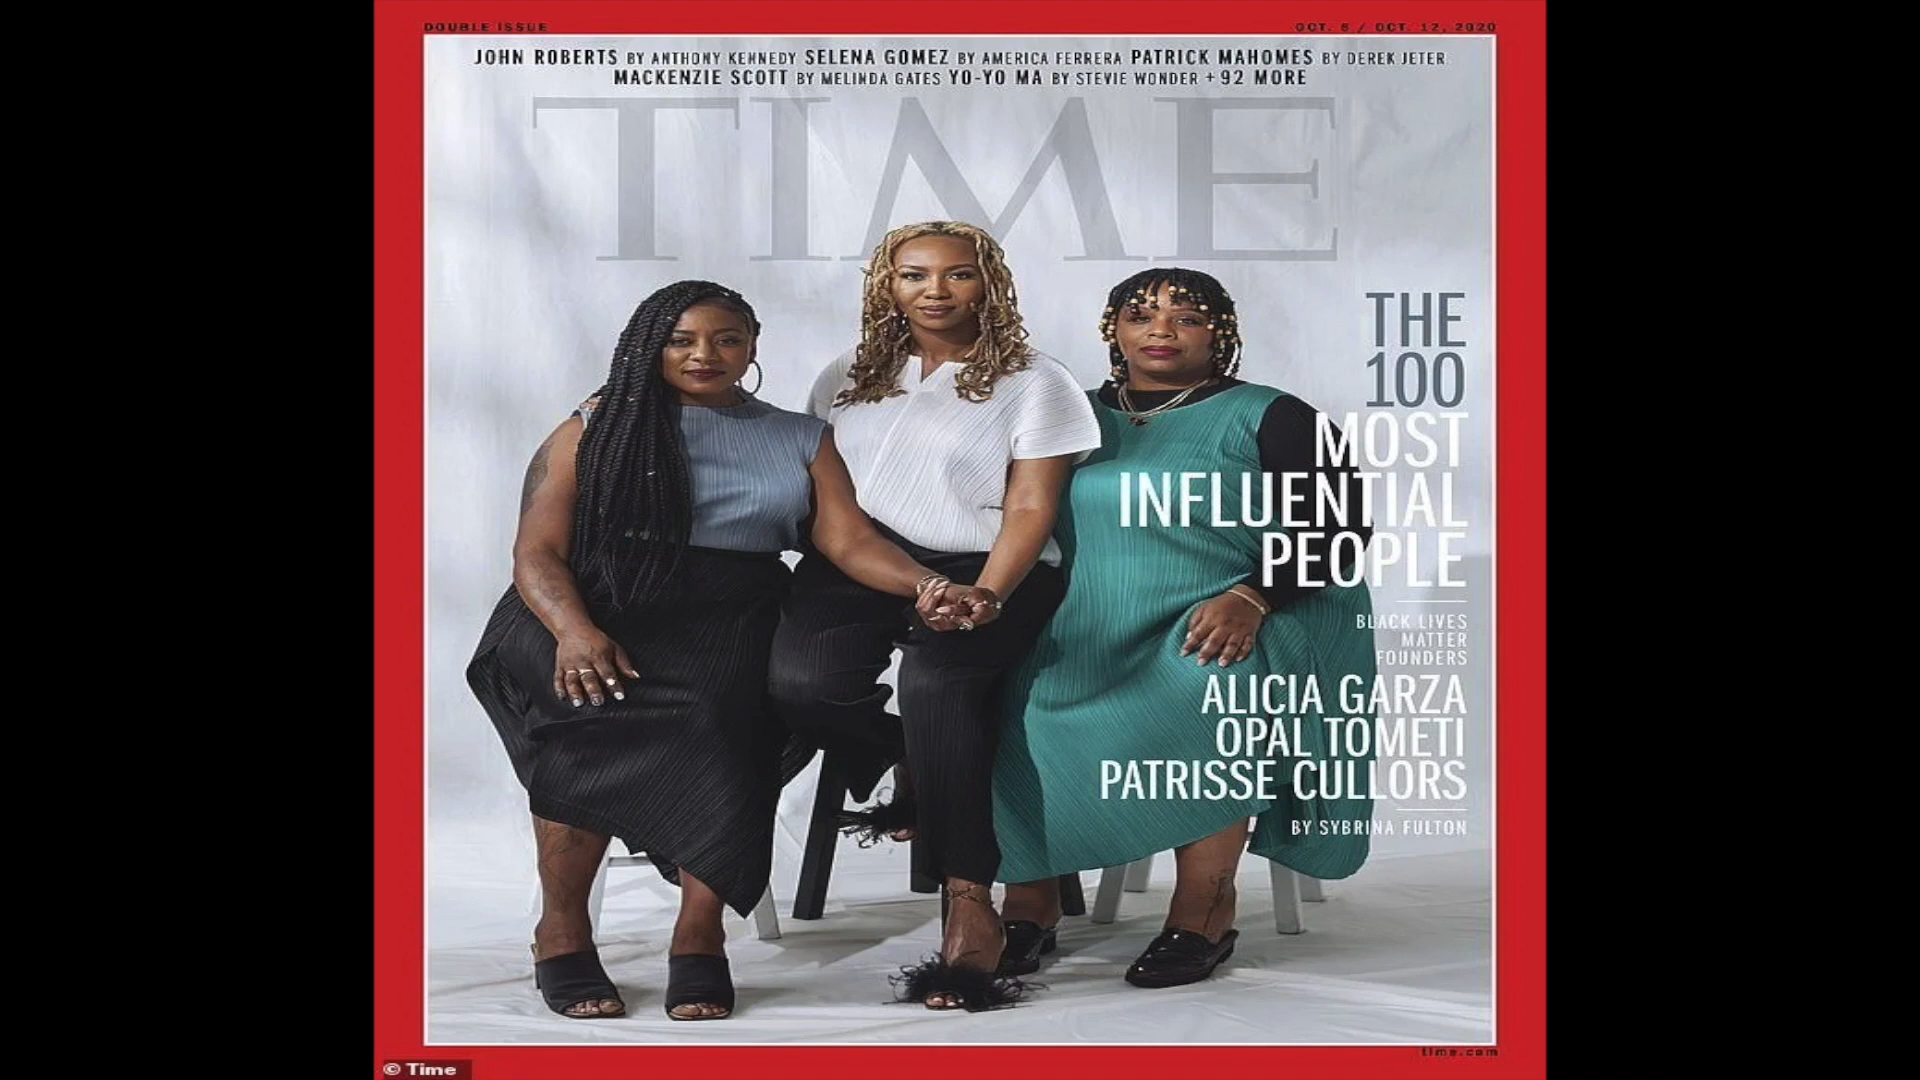 DOUBLE ISSUE
OCT. 5 / OCT. 12, 2020
JOHN ROBERTS BY ANTHONY KENNEDY SELENA GOMEZ BY AMERICA FERRERA PATRICK MAHOMES BY DEREK JETER
MACKENZIE SCOTT BY MELINDA GATES YO-YO MA BY STEVIE WONDER + 92 MORE
TIME
THE
100
MOST
INFLUENTIAL
PEOPLE
BLACK LIVES
MATTER
FOUNDERS
ALICIA GARZA
OPAL TOMETI
PATRISSE CULLORS
BY SYBRINA FULTON
time.com
© Time